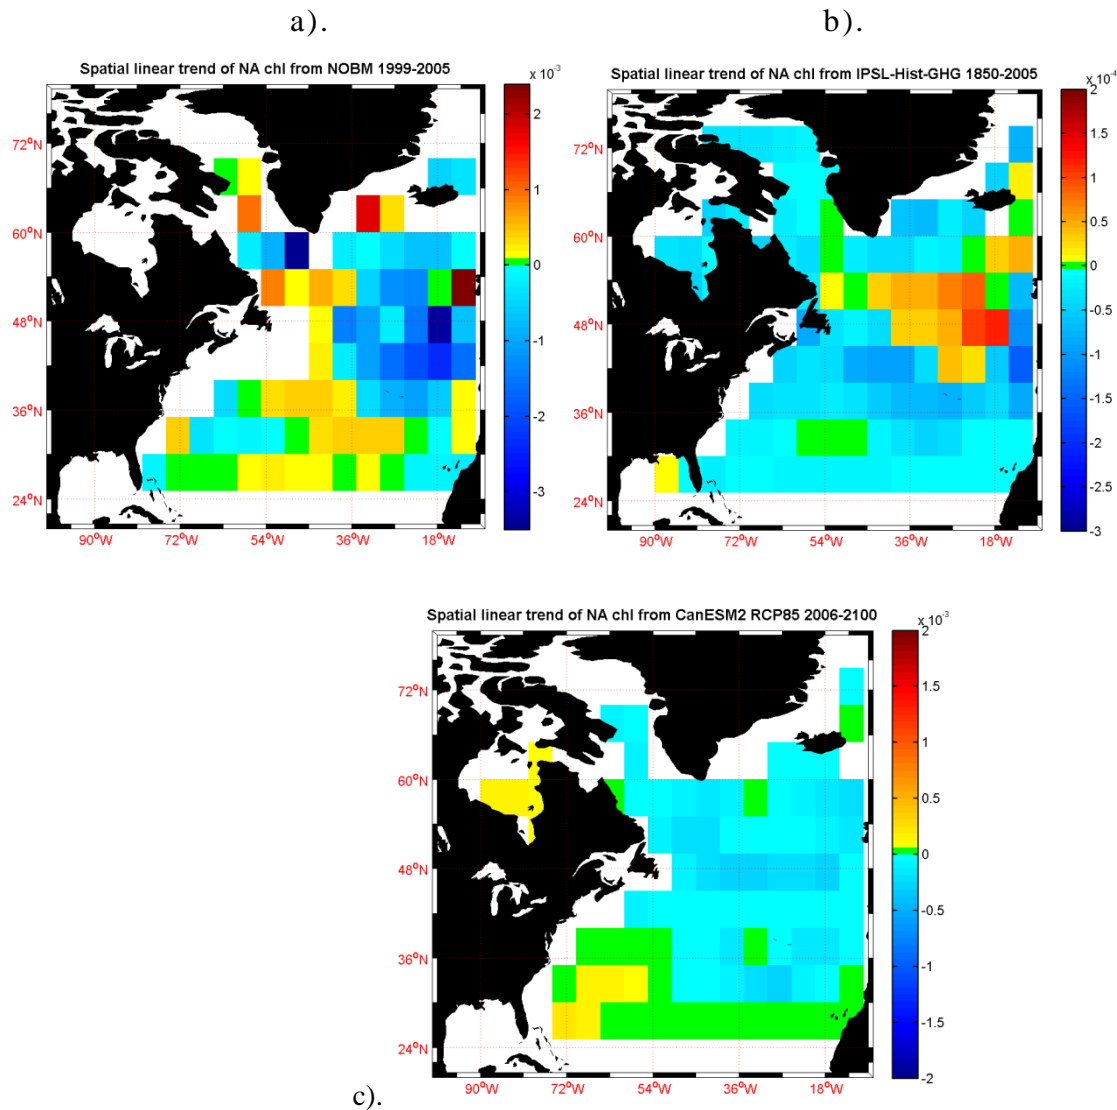 a).
b).
Spatial linear trend of NA chl from NOBM 1999-2005
x 10⁻³
72°N
60°N
48°N
36°N
24°N
90°W 72°W 54°W 36°W 18°W
2
1
0
-1
-2
-3
Spatial linear trend of NA chl from IPSL-Hist-GHG 1850-2005
x 10⁻⁴
72°N
60°N
48°N
36°N
24°N
90°W 72°W 54°W 36°W 18°W
2
1.5
1
0.5
0
-0.5
-1
-1.5
-2
-2.5
-3
Spatial linear trend of NA chl from CanESM2 RCP85 2006-2100
x 10⁻³
72°N
60°N
48°N
36°N
24°N
90°W 72°W 54°W 36°W 18°W
2
1.5
1
0.5
0
-0.5
-1
-1.5
-2
c).